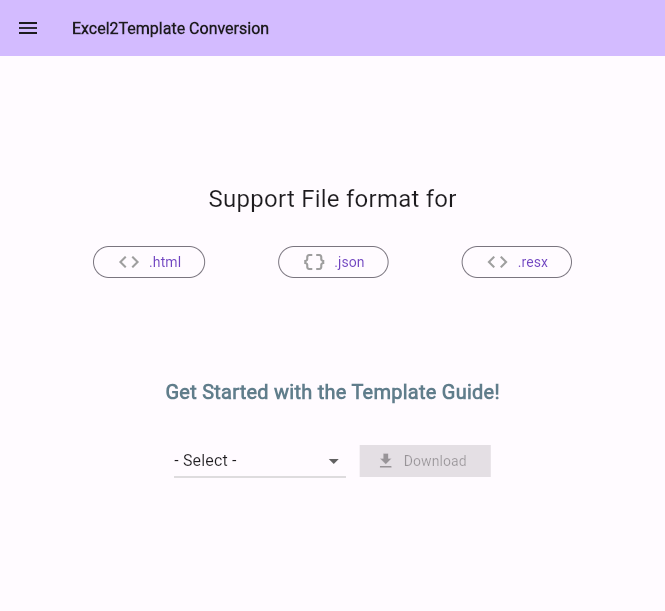 Excel2Template Conversion
Support File format for
.html
.json
.resx
Get Started with the Template Guide!
- Select -
Download